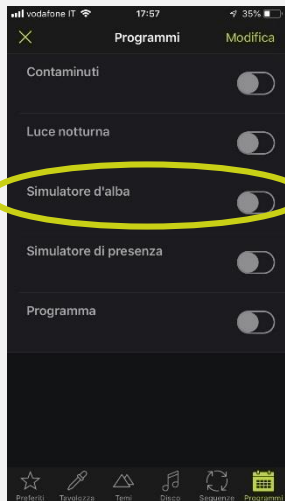 vodafone IT 17:57 35%
Programmi Modifica
Contaminuti
Luce notturna
Simulatore d'alba
Simulatore di presenza
Programma
Preferiti Tavolozza Temi Disco Sequenze Programmi